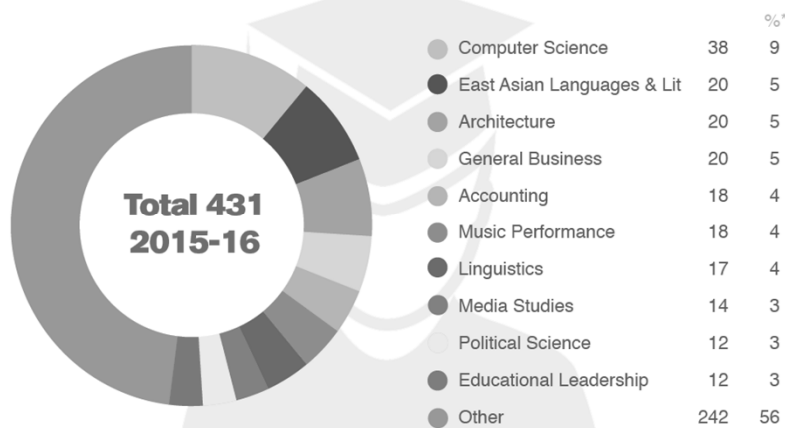 %*
Total 431
2015-16
Computer Science 38 9
East Asian Languages & Lit 20 5
Architecture 20 5
General Business 20 5
Accounting 18 4
Music Performance 18 4
Linguistics 17 4
Media Studies 14 3
Political Science 12 3
Educational Leadership 12 3
Other 242 56